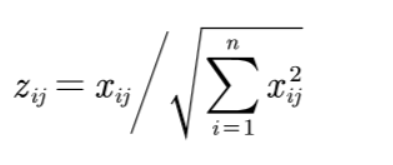 z_{ij} = x_{ij} / \sqrt{\sum_{i=1}^{n} x_{ij}^{2}}